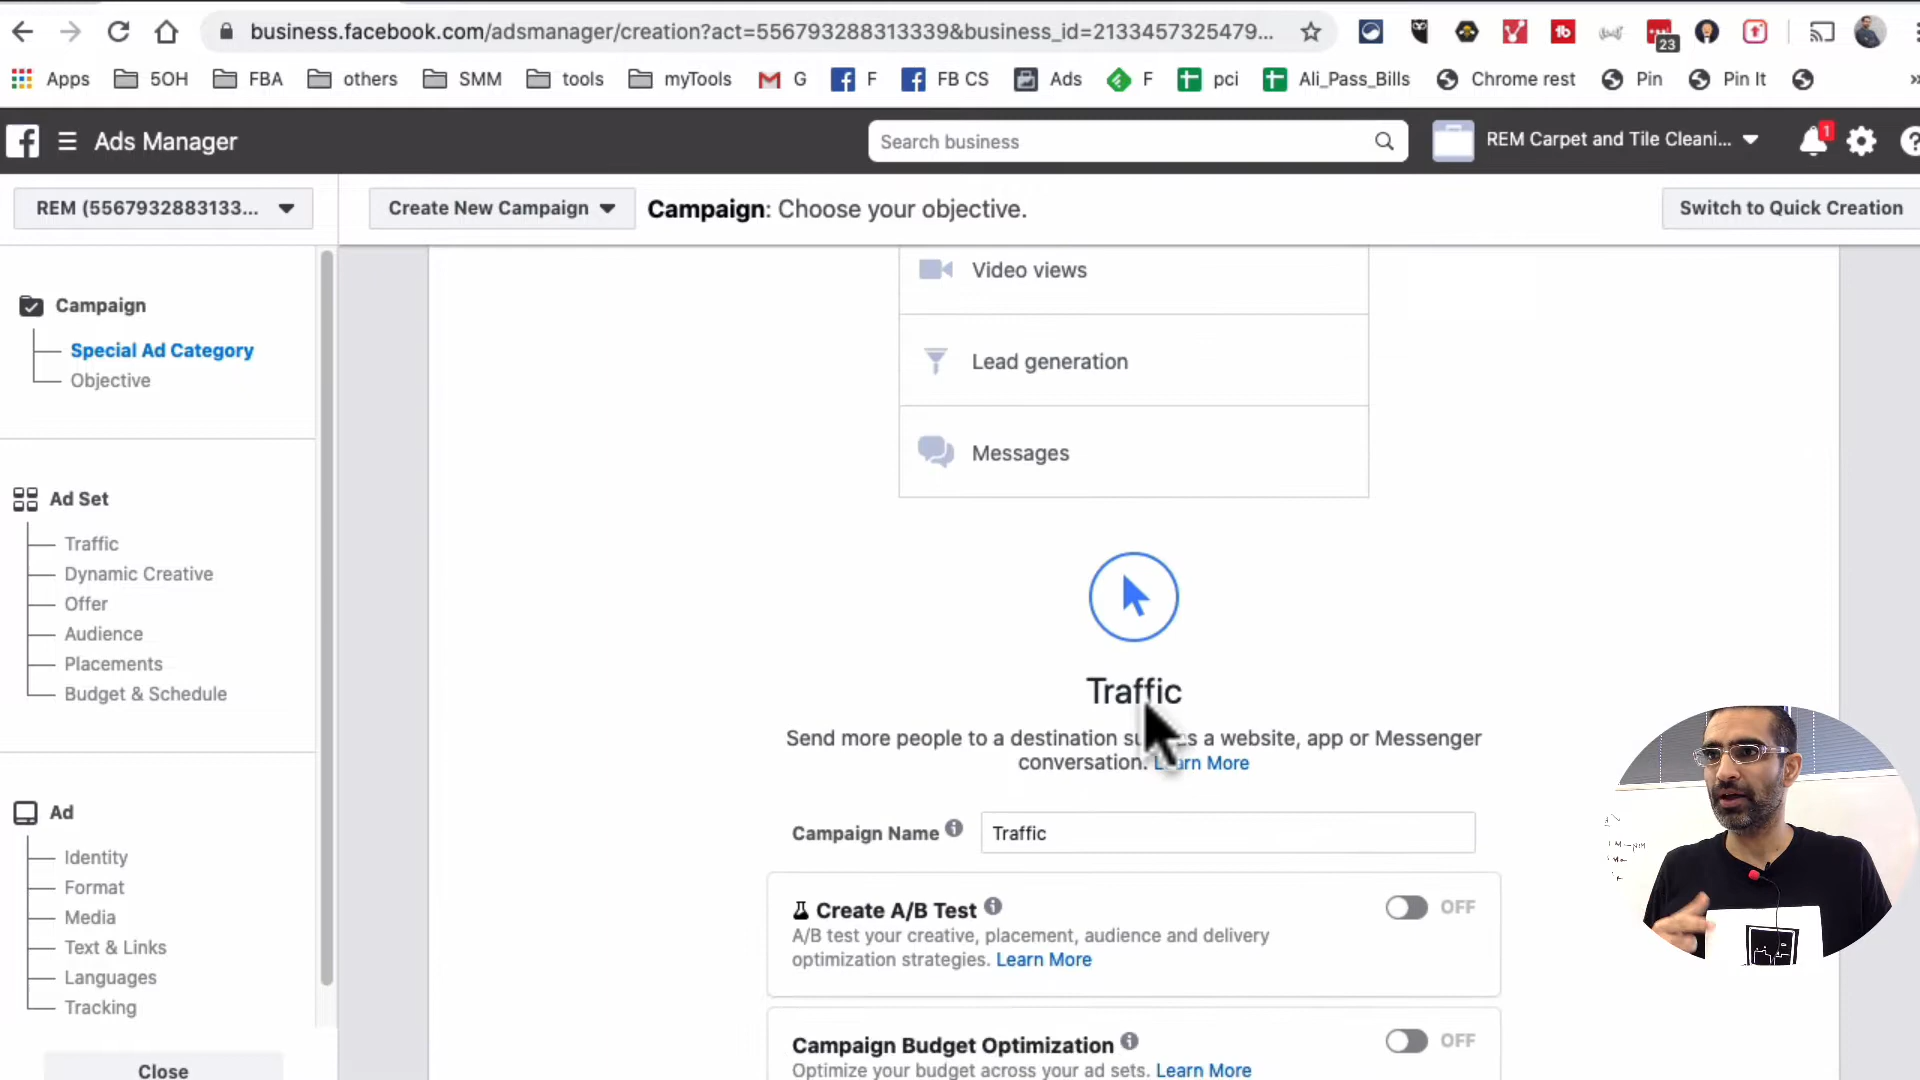 business.facebook.com/adsmanager/creation?act=556793288313339&business_id=2133457325479...
23
Apps 5OH FBA others SMM tools myTools G F FB CS Ads F pci Ali_Pass_Bills Chrome rest Pin Pin It »
Ads Manager
Search business
REM Carpet and Tile Cleani...
1
REM (5567932883133...
Create New Campaign
Campaign: Choose your objective.
Switch to Quick Creation
Campaign
Special Ad Category
Objective
Ad Set
Traffic
Dynamic Creative
Offer
Audience
Placements
Budget & Schedule
Ad
Identity
Format
Media
Text & Links
Languages
Tracking
Close
Video views
Lead generation
Messages
Traffic
Send more people to a destination as a website, app or Messenger
conversation. Learn More
Campaign Name
Traffic
Create A/B Test
OFF
A/B test your creative, placement, audience and delivery
optimization strategies. Learn More
Campaign Budget Optimization
OFF
Optimize your budget across your ad sets. Learn More